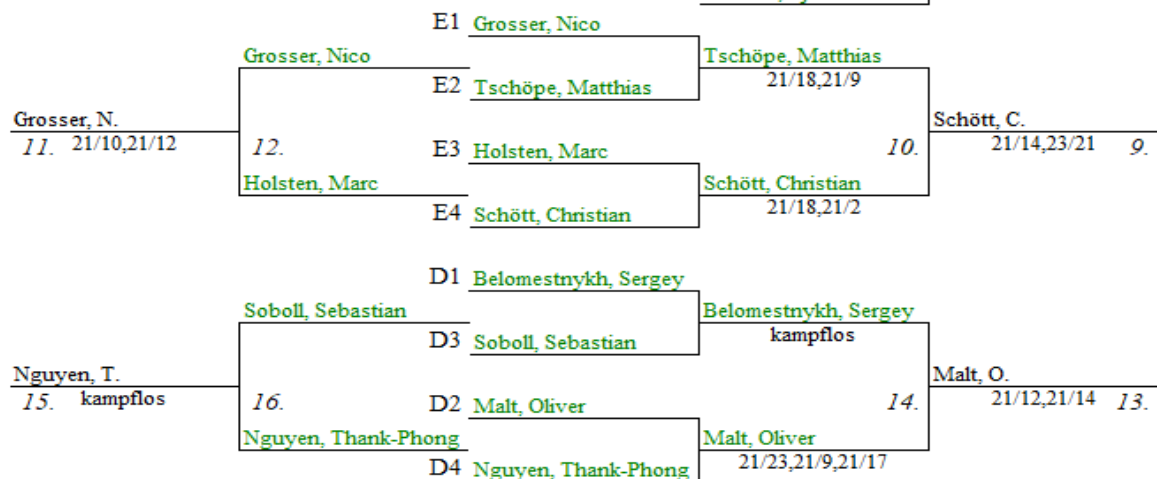 E1 Grosser, Nico
Grosser, Nico
Tschöpe, Matthias
E2 Tschöpe, Matthias
21/18,21/9
Grosser, N.
Schött, C.
11. 21/10,21/12
12.
E3 Holsten, Marc
10.
21/14,23/21 9.
Holsten, Marc
Schött, Christian
E4 Schött, Christian
21/18,21/2
D1 Belomestnykh, Sergey
Soboll, Sebastian
Belomestnykh, Sergey
D3 Soboll, Sebastian
kampflos
Nguyen, T.
Malt, O.
15. kampflos
16.
D2 Malt, Oliver
14.
21/12,21/14 13.
Nguyen, Thank-Phong
Malt, Oliver
D4 Nguyen, Thank-Phong
21/23,21/9,21/17